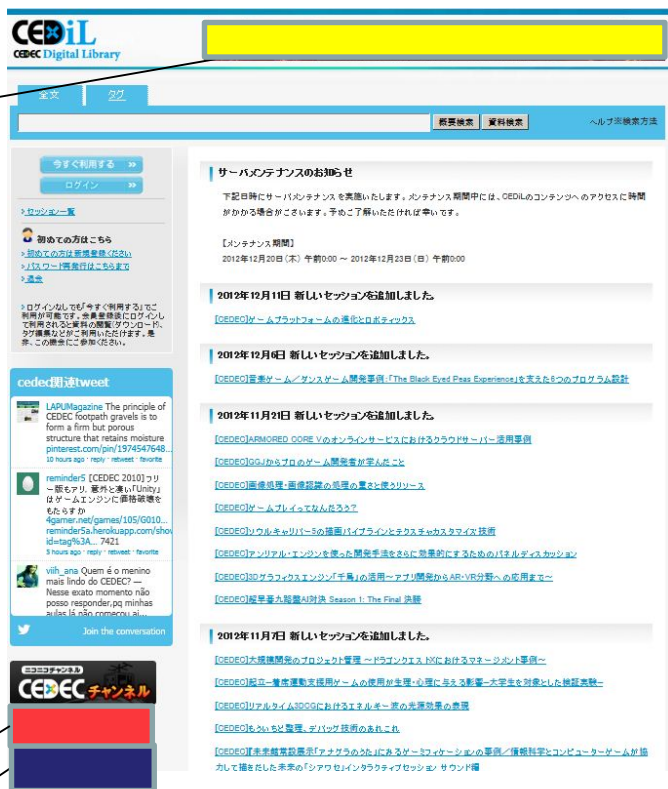 CEDiL
CEDEC Digital Library
全文 タグ
概要検索 資料検索 ヘルプ※検索方法
今すぐ利用する »
ログイン »
>セッション一覧
初めての方はこちら
>初めての方は新規登録ください
>パスワード再発行はこちらまで
>退会
>ログインなしでも「今すぐ利用する」でご
利用が可能です。会員登録後にログインし
て利用されると資料の閲覧(ダウンロード)、
タグ編集などがご利用いただけます。是
非、この機会にご参加ください。
cedec関連tweet
LAPUMagazine The principle of
CEDEC footpath gravels is to
form a firm but porous
structure that retains moisture
pinterest.com/pin/1974547648...
10 hours ago · reply · retweet · favorite
reminder5 [CEDEC 2010]フリ
ー版もアリ。意外と凄い「Unity」
はゲームエンジンに価格破壊を
もたらすか
4gamer.net/games/105/G010...
reminder5a.herokuapp.com/show
id=tag%3A... 7421
5 hours ago · reply · retweet · favorite
viih_ana Quem é o menino
mais lindo do CEDEC? —
Nesse exato momento não
posso responder,pq minhas
aulas lá não começou ai...
Join the conversation
ニコニコチャンネル
CEDEC チャンネル
サーバメンテナンスのお知らせ
下記日時にサーバメンテナンスを実施いたします。メンテナンス期間中には、CEDiLのコンテンツへのアクセスに時間
がかかる場合がございます。予めご了解いただければ幸いです。
【メンテナンス期間】
2012年12月20日(木) 午前0:00 ～ 2012年12月23日(日) 午前0:00
2012年12月11日 新しいセッションを追加しました。
[CEDEC]ゲームプラットフォームの進化とロボティックス
2012年12月6日 新しいセッションを追加しました。
[CEDEC]音楽ゲーム／ダンスゲーム開発事例:「The Black Eyed Peas Experience」を支えた6つのプログラム設計
2012年11月21日 新しいセッションを追加しました。
[CEDEC]ARMORED CORE Vのオンラインサービスにおけるクラウドサーバー活用事例
[CEDEC]GGJからプロのゲーム開発者が学んだこと
[CEDEC]画像処理・画像認識の処理の重さと使うリソース
[CEDEC]ゲームプレイってなんだろう？
[CEDEC]ソウルキャリバー5の描画パイプラインとテクスチャカスタマイズ技術
[CEDEC]アンリアル・エンジンを使った開発手法をさらに効果的にするためのパネルディスカッション
[CEDEC]3Dグラフィクスエンジン「千鳥」の活用～アプリ開発からAR・VR分野への応用まで～
[CEDEC]超早碁九路盤AI対決 Season 1: The Final 決勝
2012年11月7日 新しいセッションを追加しました。
[CEDEC]大規模開発のプロジェクト管理 ～ドラゴンクエスト Xにおけるマネージメント事例～
[CEDEC]起立－着席運動支援用ゲームの使用が生理・心理に与える影響－大学生を対象とした検証実験－
[CEDEC]リアルタイム3DCGにおけるエネルギー波の光源効果の表現
[CEDEC]もういちど整理、デバッグ技術のあれこれ
[CEDEC]『未来館常設展示「アナグラのうた」にみるゲーミフィケーションの事例／情報科学とコンピューターゲームが協
力して描きだした未来の「シアワセ」インタラクティブセッション サウンド編